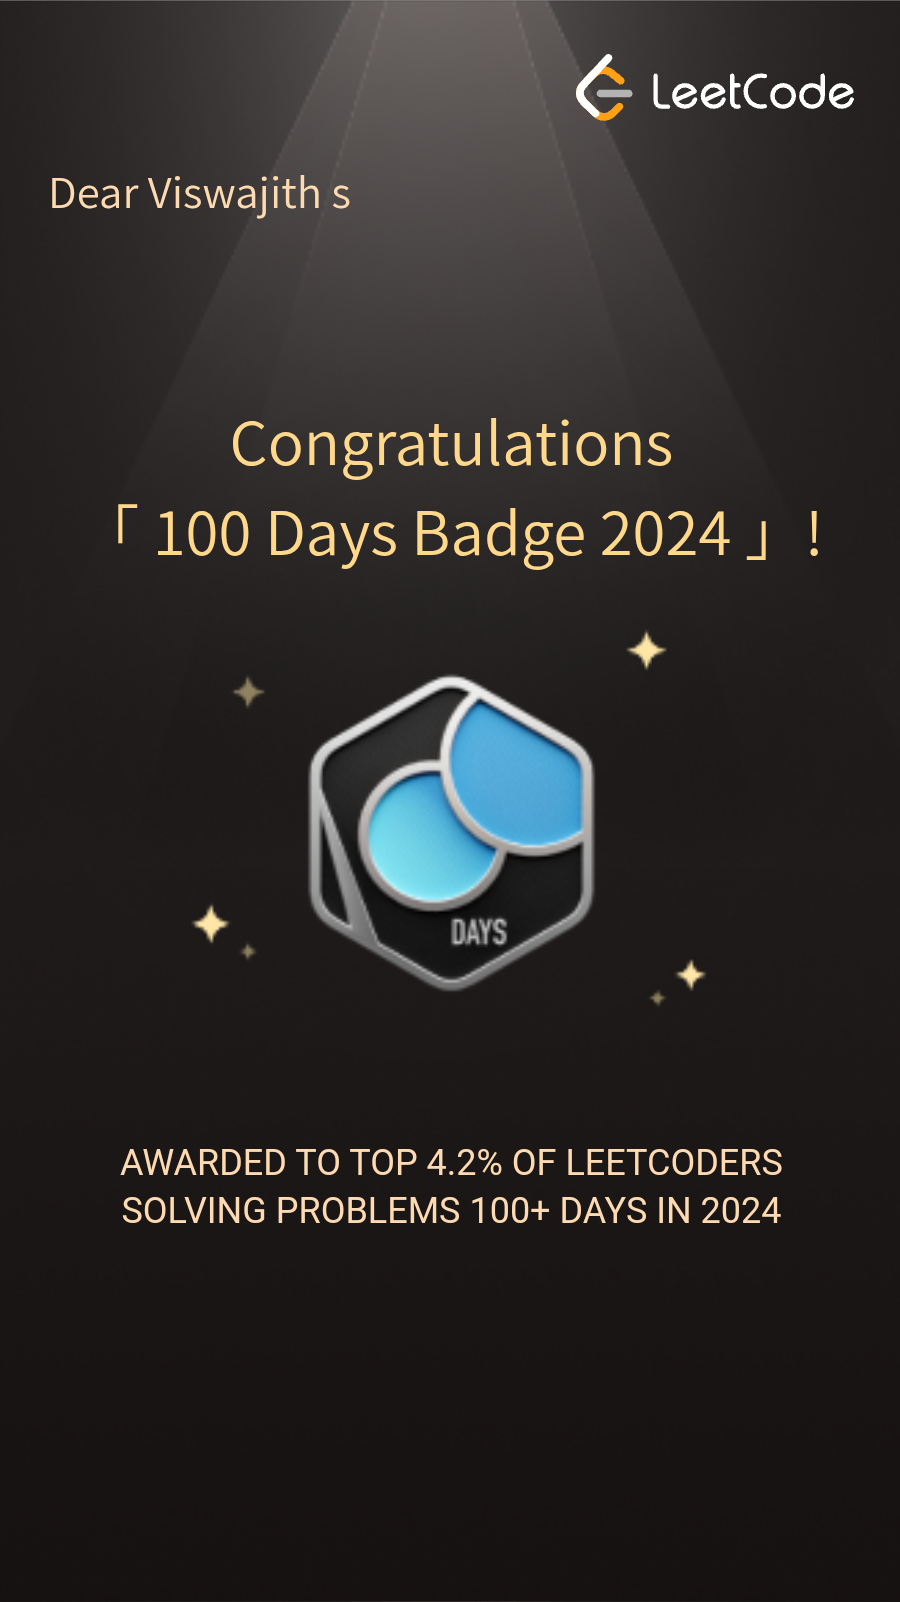 LeetCode
Dear Viswajith s
Congratulations
「 100 Days Badge 2024 」!
DAYS
AWARDED TO TOP 4.2% OF LEETCODERS
SOLVING PROBLEMS 100+ DAYS IN 2024